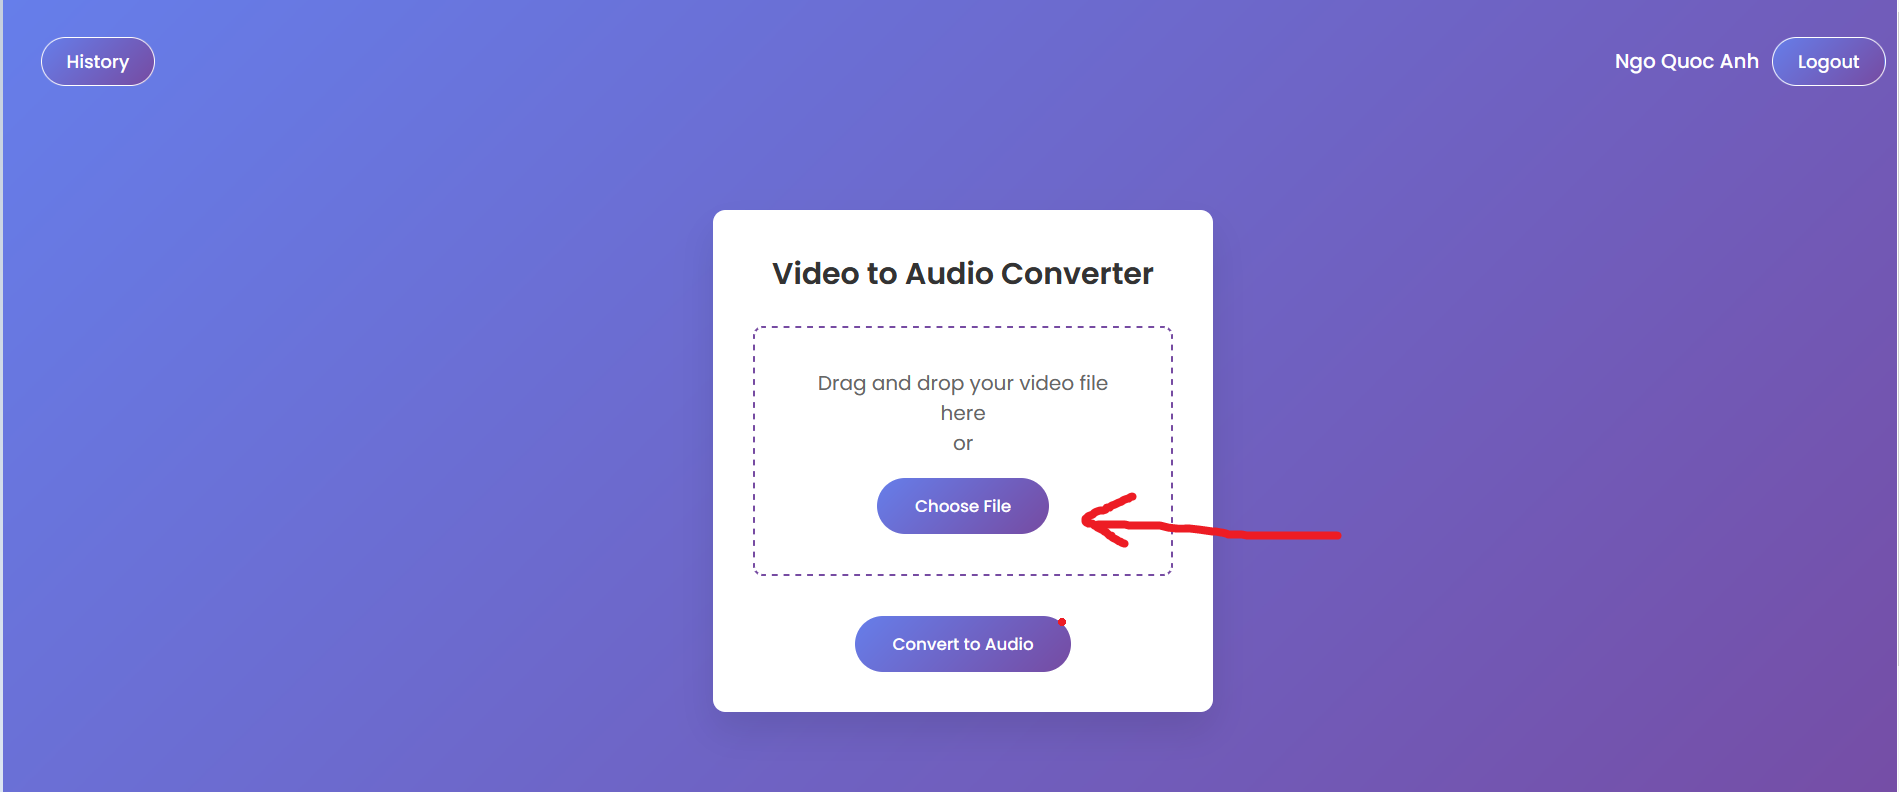 History
Ngo Quoc Anh
Logout
Video to Audio Converter
Drag and drop your video file
here
or
Choose File
Convert to Audio